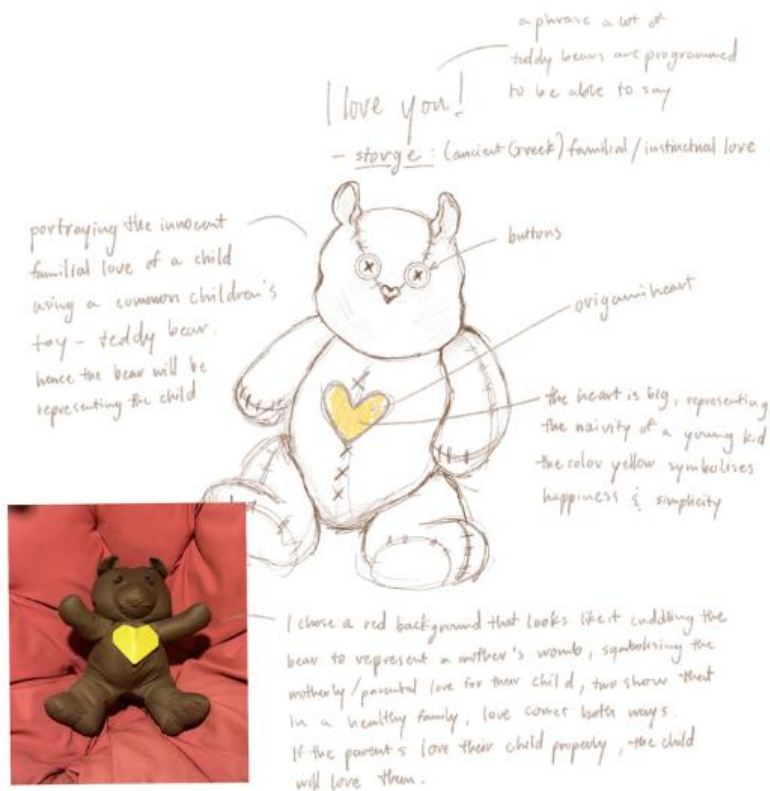 a phrase a lot of
teddy bears are programmed
to be able to say
I love you!
- storge : (ancient Greek) familial/instinctual love
portraying the innocent
familial love of a child
using a common children's
toy - teddy bear.
hence the bear will be
representing the child
buttons
origami heart
the heart is big, representing
the naivity of a young kid
the color yellow symbolises
happiness & simplicity
I chose a red background that looks like it cuddling the
bear to represent a mother's womb, symbolising the
motherly/parental love for their child, two show that
in a healthy family, love comes both ways.
If the parents love their child properly, the child
will love them.